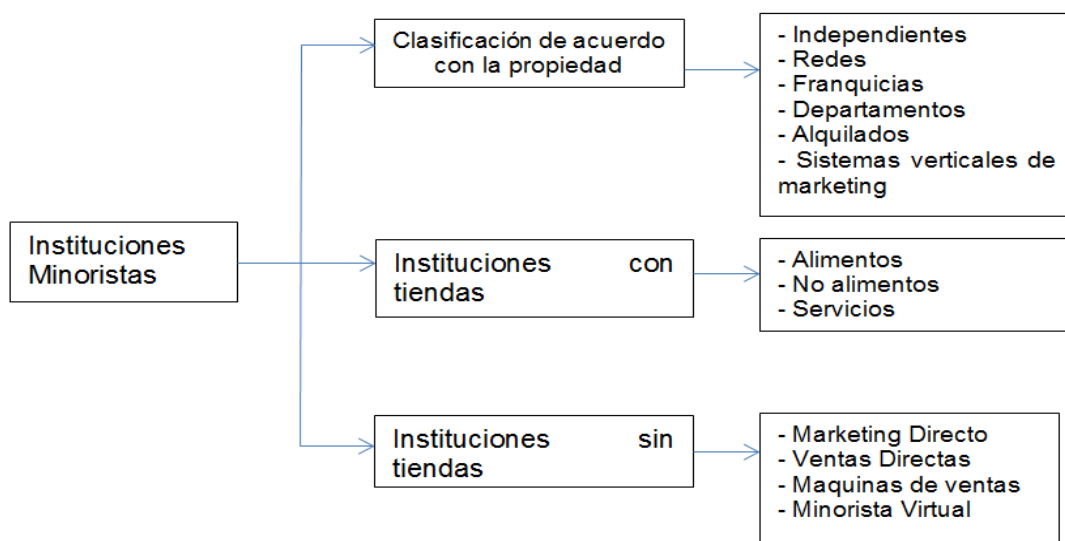 Instituciones
Minoristas
Clasificación de acuerdo
con la propiedad
- Independientes
- Redes
- Franquicias
- Departamentos
- Alquilados
- Sistemas verticales de
marketing
Instituciones con
tiendas
- Alimentos
- No alimentos
- Servicios
Instituciones sin
tiendas
- Marketing Directo
- Ventas Directas
- Maquinas de ventas
- Minorista Virtual